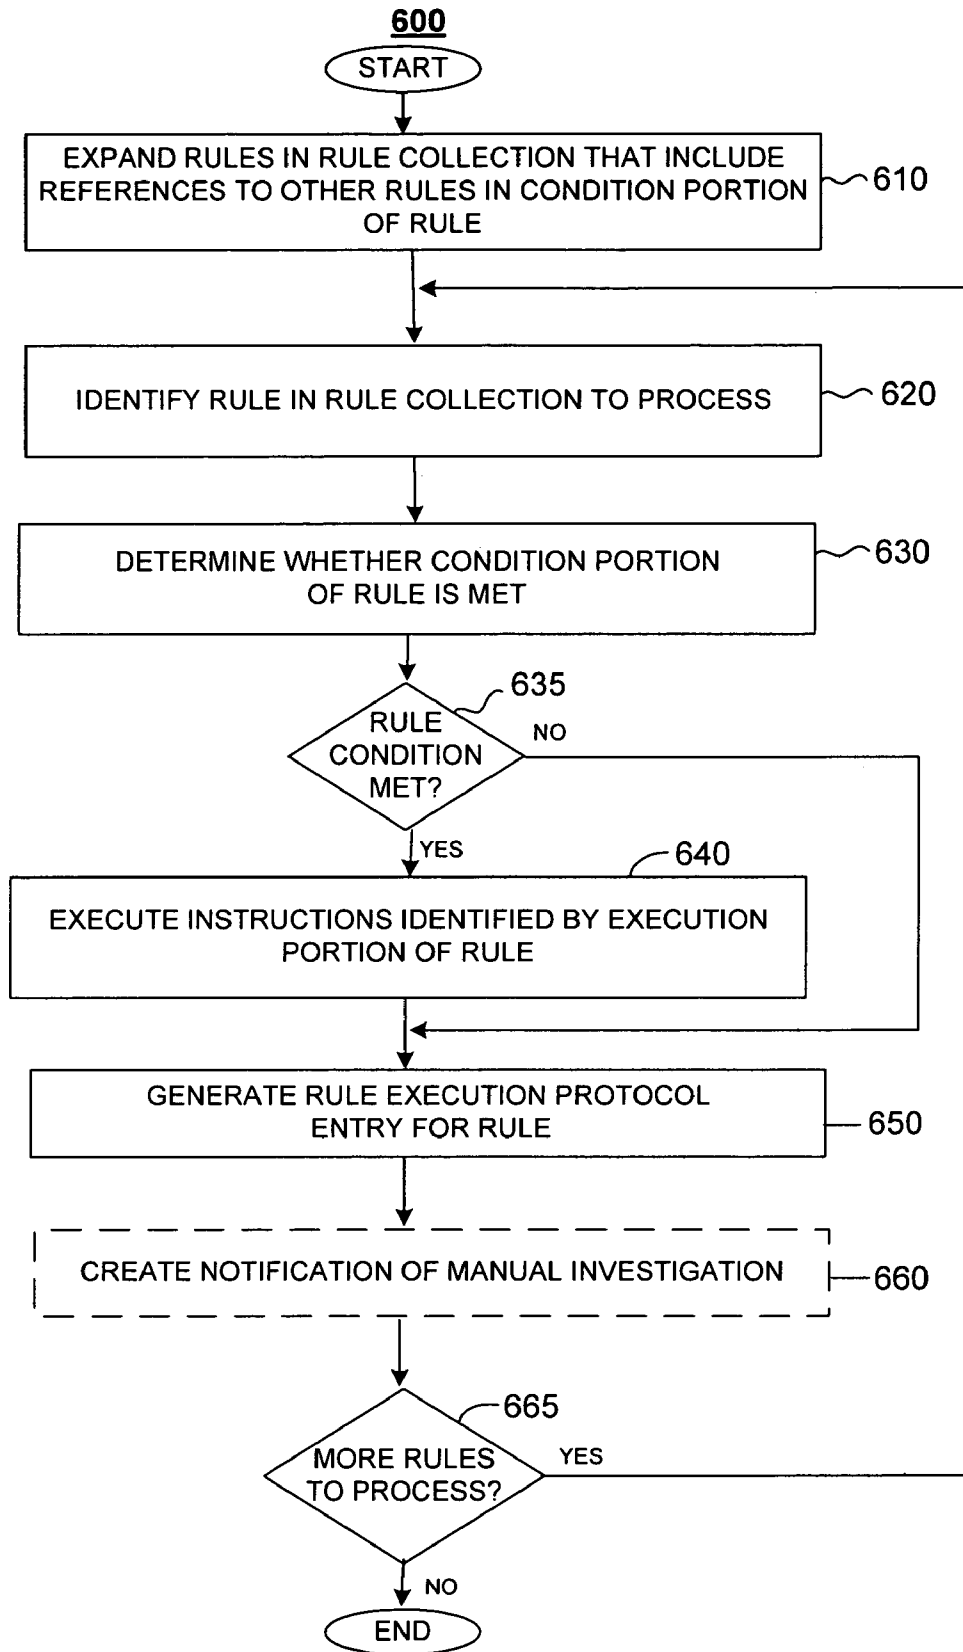 600
START
EXPAND RULES IN RULE COLLECTION THAT INCLUDE
REFERENCES TO OTHER RULES IN CONDITION PORTION
OF RULE
610
IDENTIFY RULE IN RULE COLLECTION TO PROCESS
620
DETERMINE WHETHER CONDITION PORTION
OF RULE IS MET
630
635
RULE
CONDITION
MET?
NO
YES
640
EXECUTE INSTRUCTIONS IDENTIFIED BY EXECUTION
PORTION OF RULE
GENERATE RULE EXECUTION PROTOCOL
ENTRY FOR RULE
650
CREATE NOTIFICATION OF MANUAL INVESTIGATION
660
665
MORE RULES
TO PROCESS?
YES
NO
END